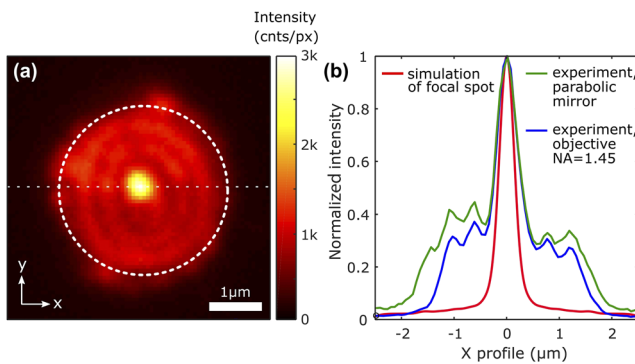 Intensity
(cnts/px)
(a)
3k
2k
1k
0
y
x
1µm
(b)
simulation
of focal spot
experiment,
parabolic
mirror
experiment,
objective
NA=1.45
Normalized intensity
1
0.8
0.6
0.4
0.2
0
-2
-1
0
1
2
X profile (µm)